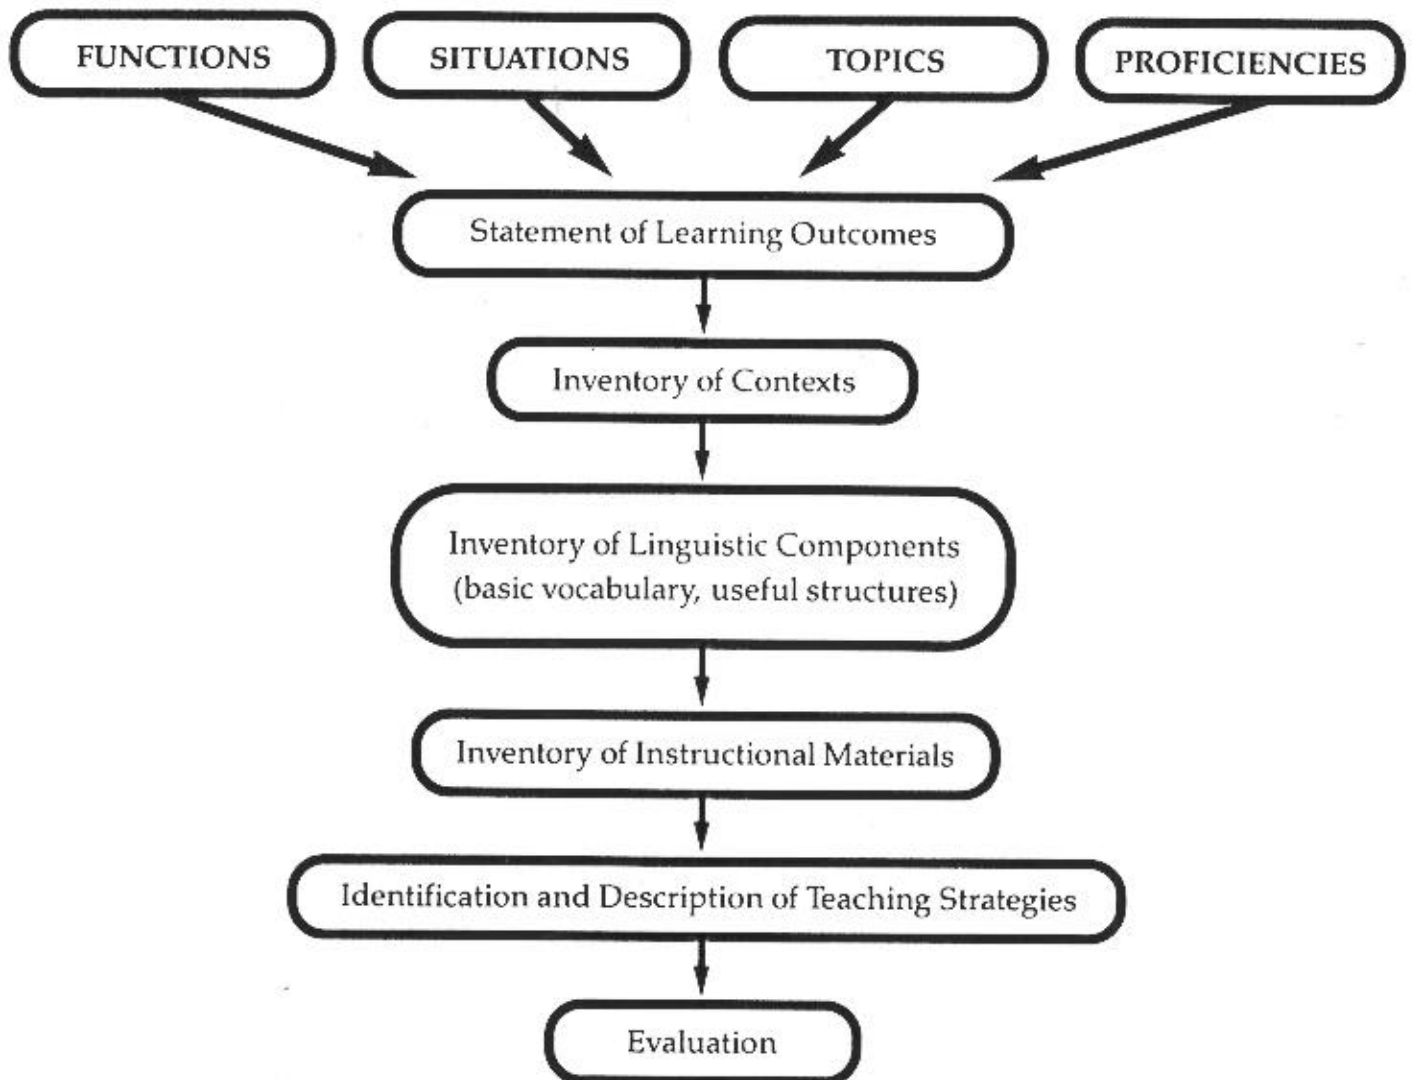 FUNCTIONS
SITUATIONS
TOPICS
PROFICIENCIES
Statement of Learning Outcomes
Inventory of Contexts
Inventory of Linguistic Components
(basic vocabulary, useful structures)
Inventory of Instructional Materials
Identification and Description of Teaching Strategies
Evaluation